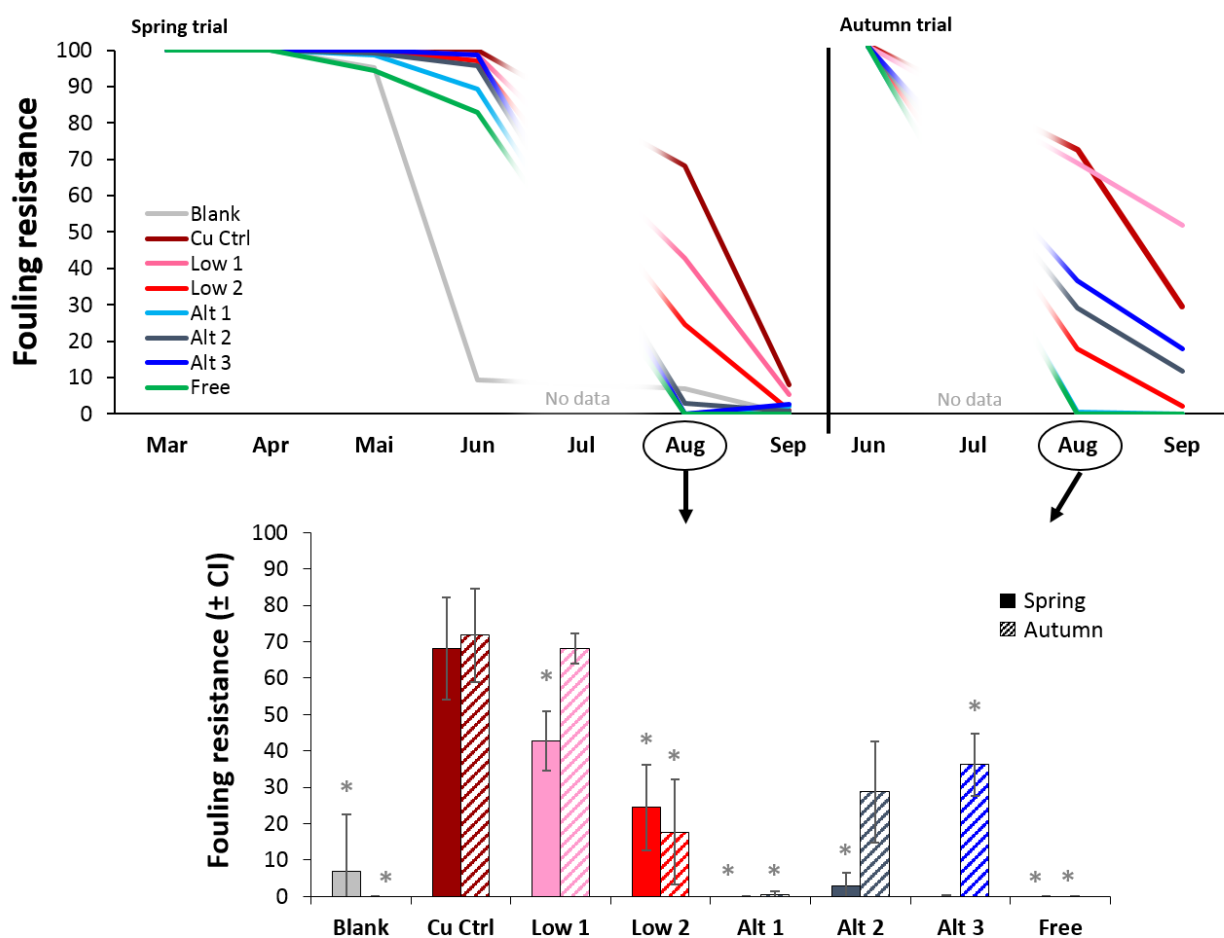 Spring trial
Autumn trial
Fouling resistance
100
90
80
70
60
50
40
30
20
10
0
Blank
Cu Ctrl
Low 1
Low 2
Alt 1
Alt 2
Alt 3
Free
No data
No data
Mar Apr Mai Jun Jul Aug Sep Jun Jul Aug Sep
Fouling resistance (± CI)
100
90
80
70
60
50
40
30
20
10
0
Spring
Autumn
* * * * * * * * * * *
Blank Cu Ctrl Low 1 Low 2 Alt 1 Alt 2 Alt 3 Free